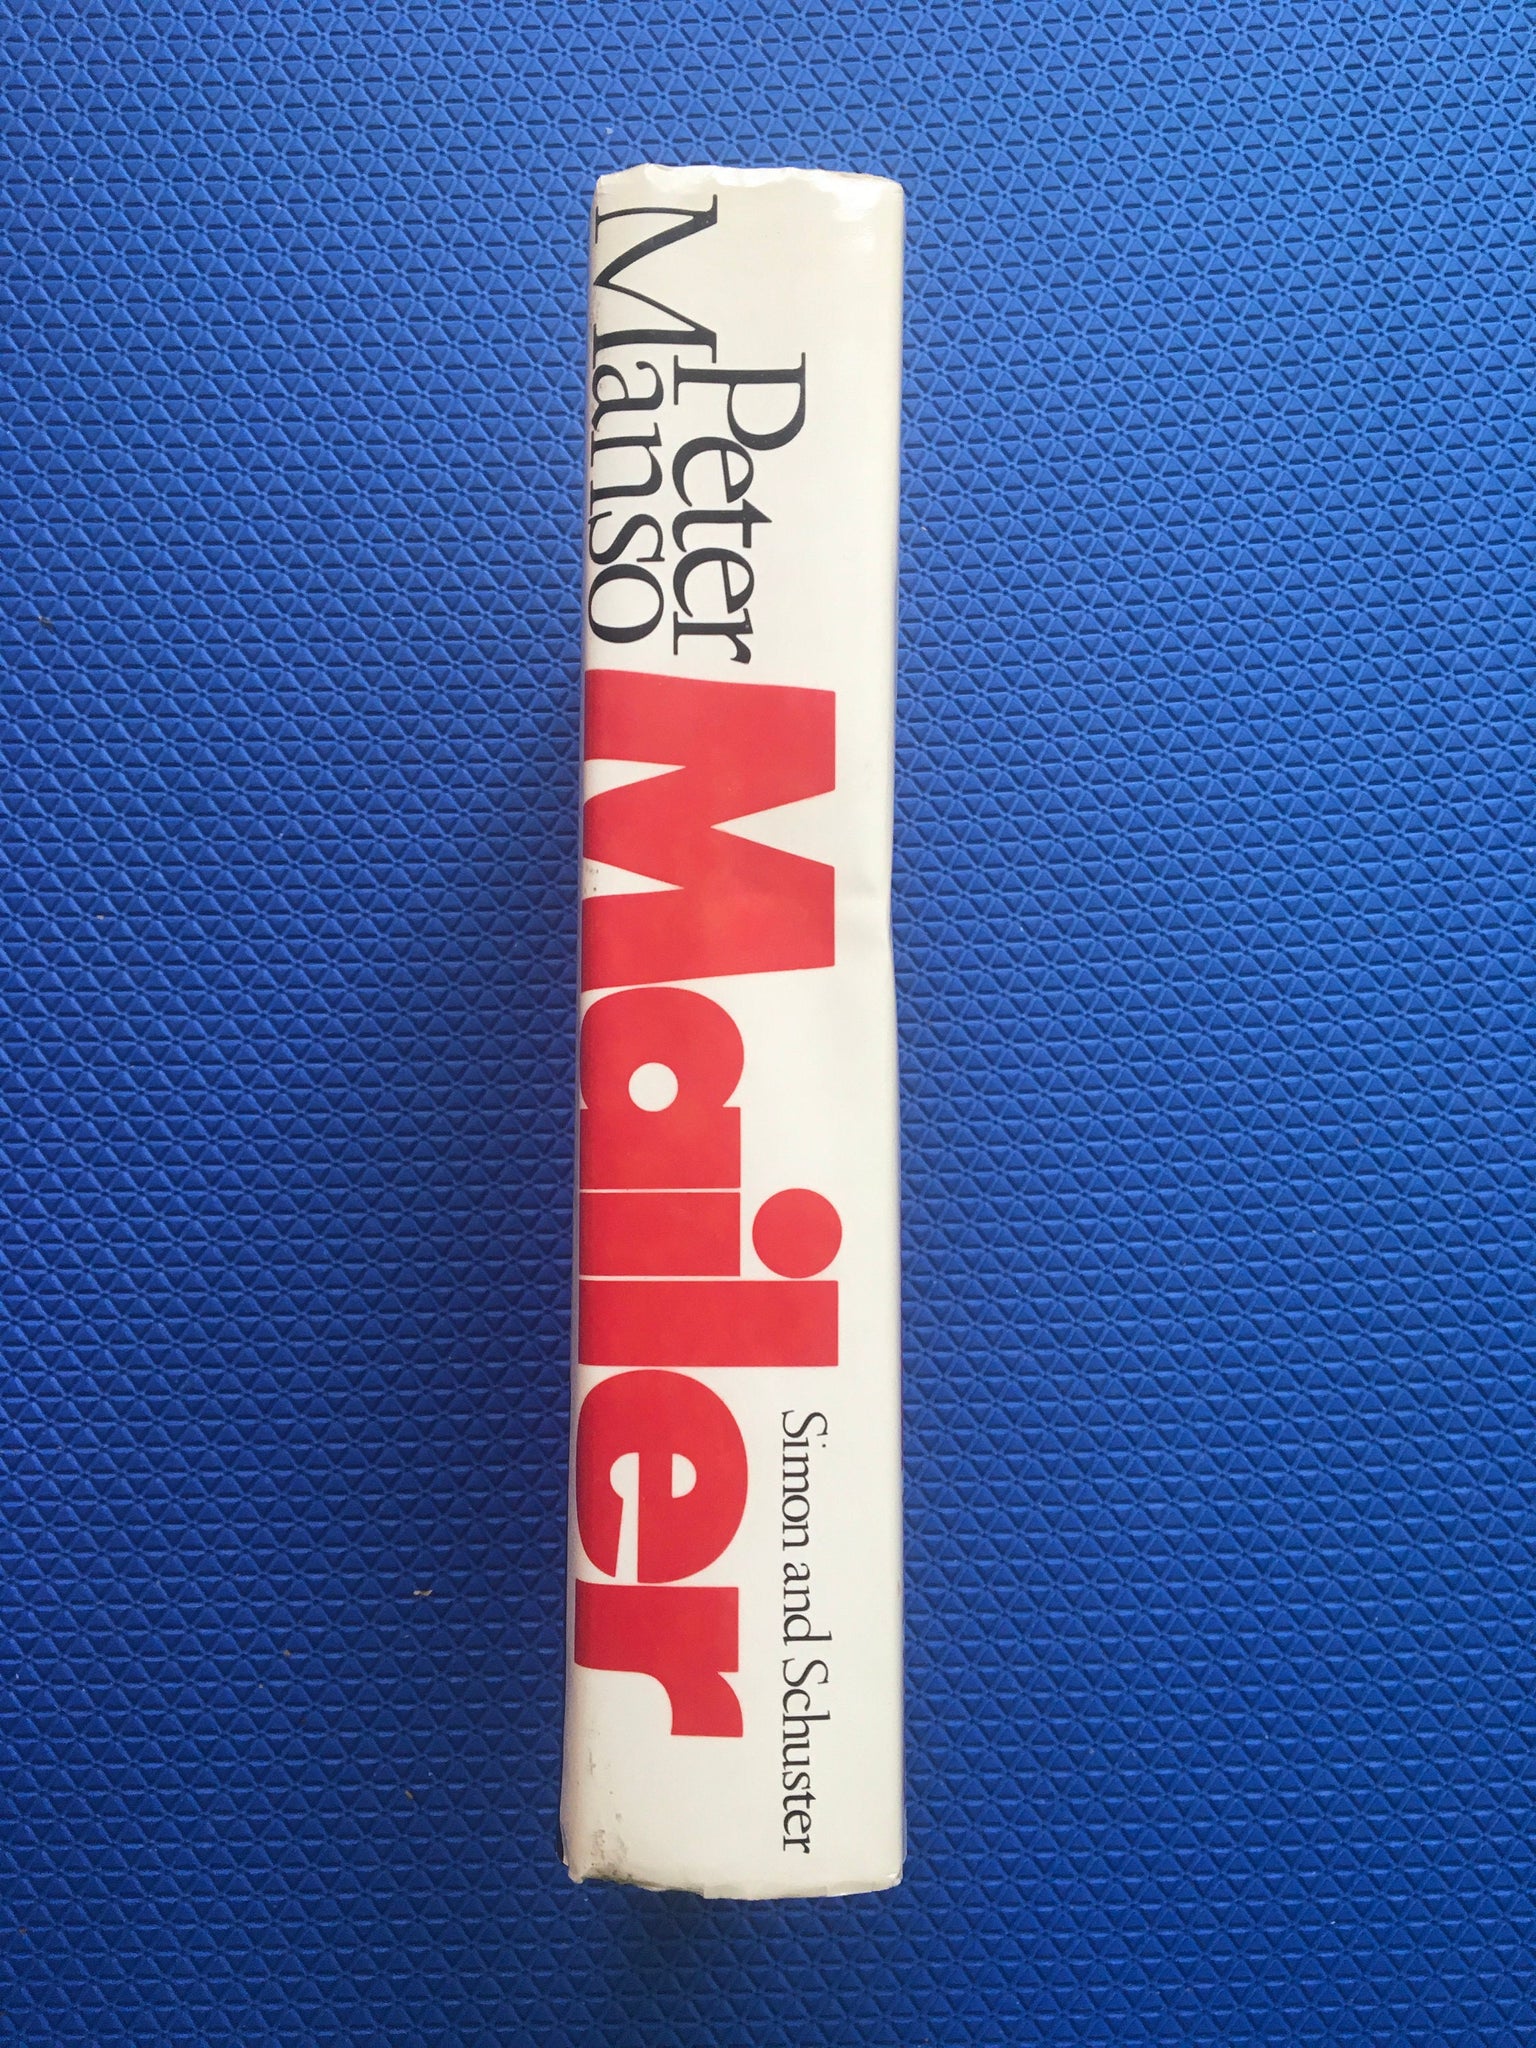 Peter
Manso
Mailer
Simon and Schuster